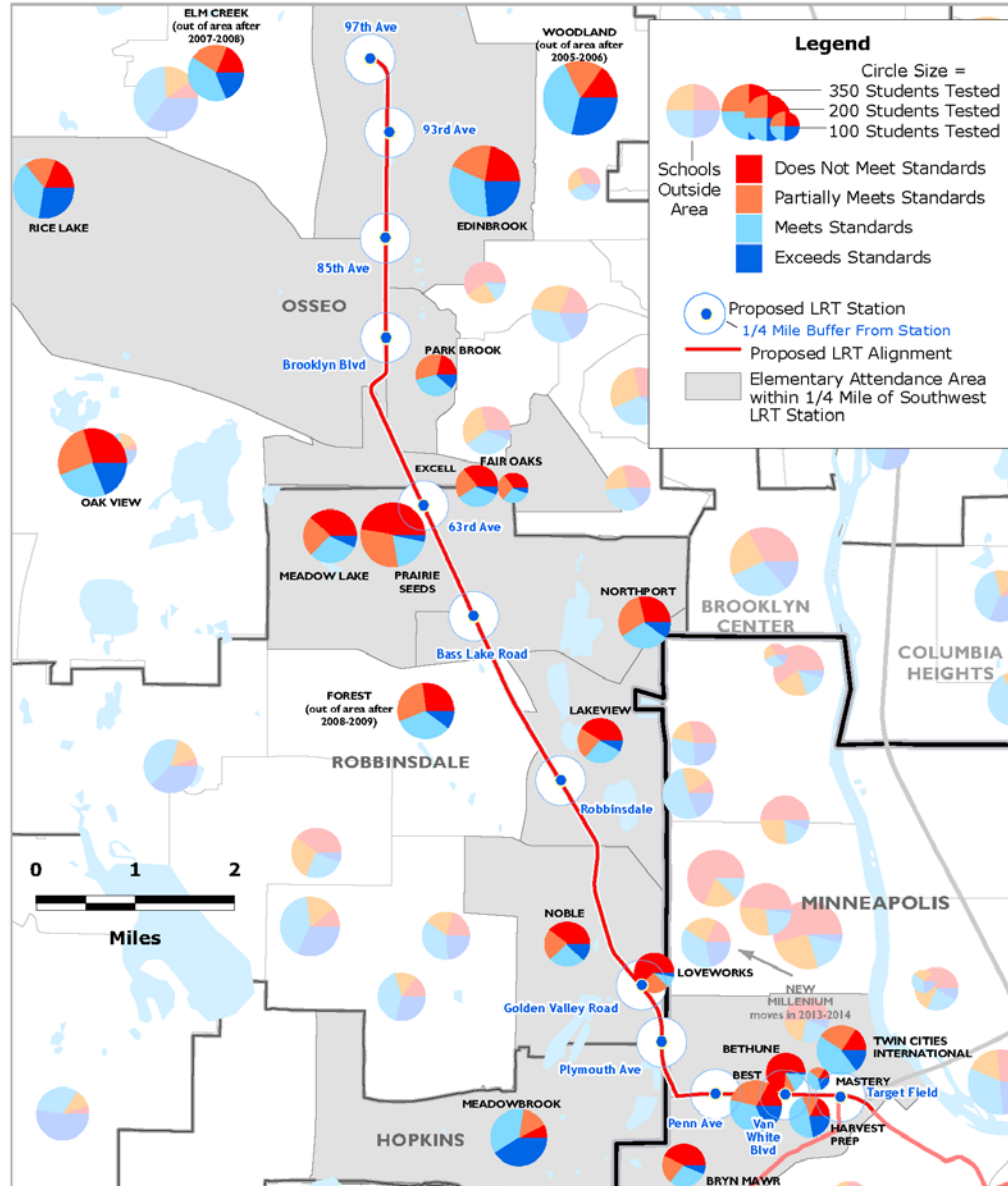 ELM CREEK
(out of area after
2007-2008)
97th Ave
WOODLAND
(out of area after
2005-2006)
Legend
Circle Size =
350 Students Tested
200 Students Tested
100 Students Tested
Schools
Outside
Area
Does Not Meet Standards
Partially Meets Standards
Meets Standards
Exceeds Standards
Proposed LRT Station
1/4 Mile Buffer From Station
Proposed LRT Alignment
Elementary Attendance Area
within 1/4 Mile of Southwest
LRT Station
93rd Ave
RICE LAKE
EDINBROOK
85th Ave
OSSEO
Brooklyn Blvd
PARK BROOK
OAK VIEW
EXCELL
FAIR OAKS
63rd Ave
MEADOW LAKE
PRAIRIE
SEEDS
NORTHPORT
BROOKLYN
CENTER
Bass Lake Road
COLUMBIA
HEIGHTS
FOREST
(out of area after
2008-2009)
LAKEVIEW
ROBBINSDALE
Robbinsdale
0 1 2
Miles
MINNEAPOLIS
NOBLE
LOVEWORKS
NEW
MILLENIUM
moves in 2013-2014
Golden Valley Road
Plymouth Ave
BETHUNE
TWIN CITIES
INTERNATIONAL
BEST
MASTERY
Target Field
MEADOWBROOK
Penn Ave
Van
White
Blvd
HARVEST
PREP
HOPKINS
BRYN MAWR